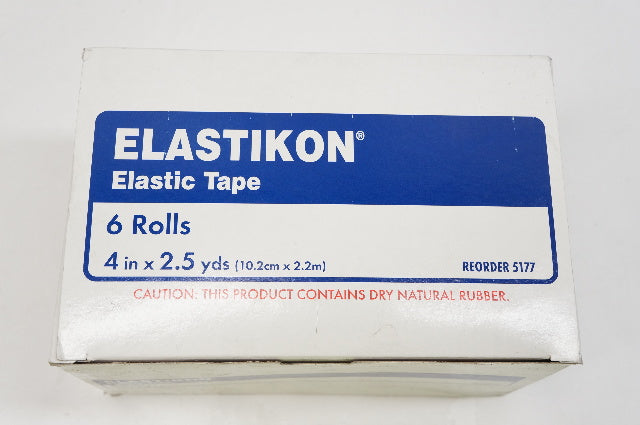 ELASTIKON®
Elastic Tape
6 Rolls
4 in x 2.5 yds (10.2cm x 2.2m) REORDER 5177
CAUTION: THIS PRODUCT CONTAINS DRY NATURAL RUBBER.